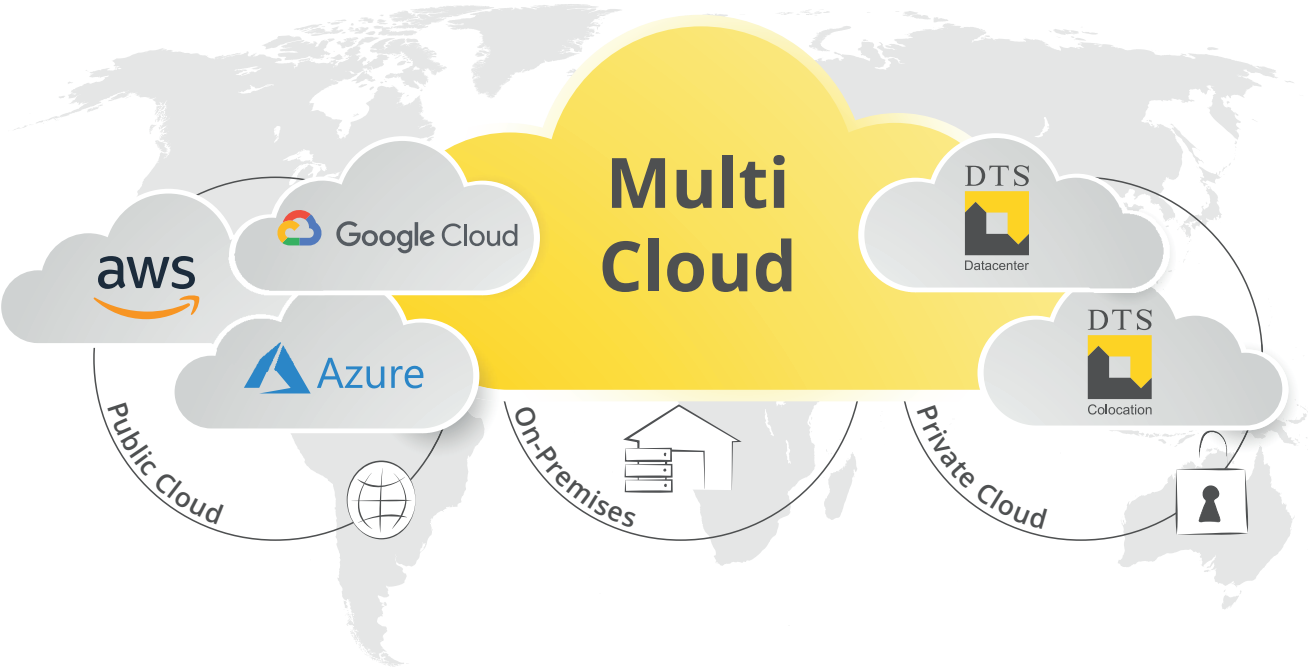 Multi
Cloud
aws
Google Cloud
Azure
DTS
Datacenter
DTS
Colocation
Public Cloud
On-Premises
Private Cloud